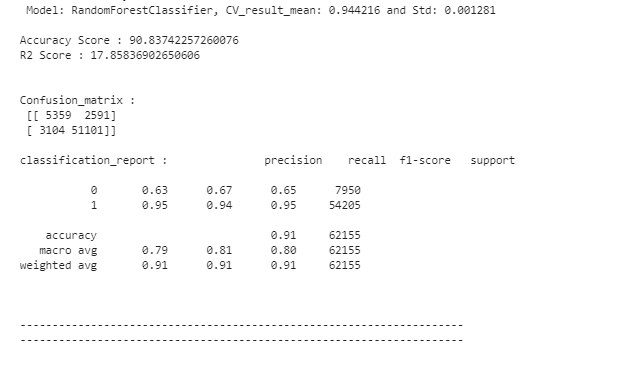 Model: RandomForestClassifier, CV_result_mean: 0.944216 and Std: 0.001281
Accuracy Score : 90.83742257260076
R2 Score : 17.85836902650606
Confusion_matrix :
[[ 5359  2591]
[ 3104 51101]]
classification_report :               precision    recall  f1-score   support
0       0.63      0.67      0.65      7950
1       0.95      0.94      0.95     54205
accuracy                           0.91     62155
macro avg       0.79      0.81      0.80     62155
weighted avg       0.91      0.91      0.91     62155
---------------------------------------------------------------------
---------------------------------------------------------------------